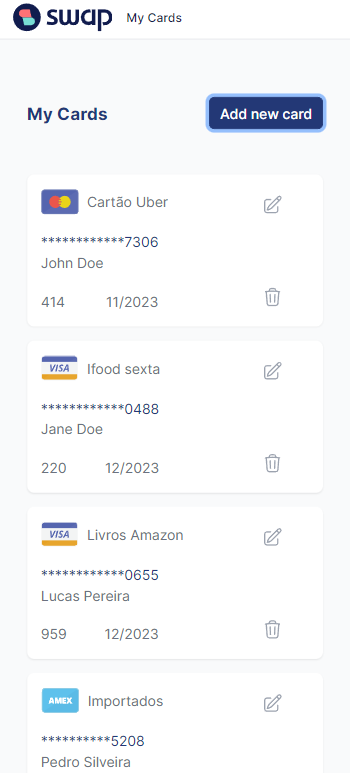 swap My Cards
My Cards Add new card
Cartão Uber
************7306
John Doe
414 11/2023
VISA Ifood sexta
************0488
Jane Doe
220 12/2023
VISA Livros Amazon
************0655
Lucas Pereira
959 12/2023
AMEX Importados
**********5208
Pedro Silveira